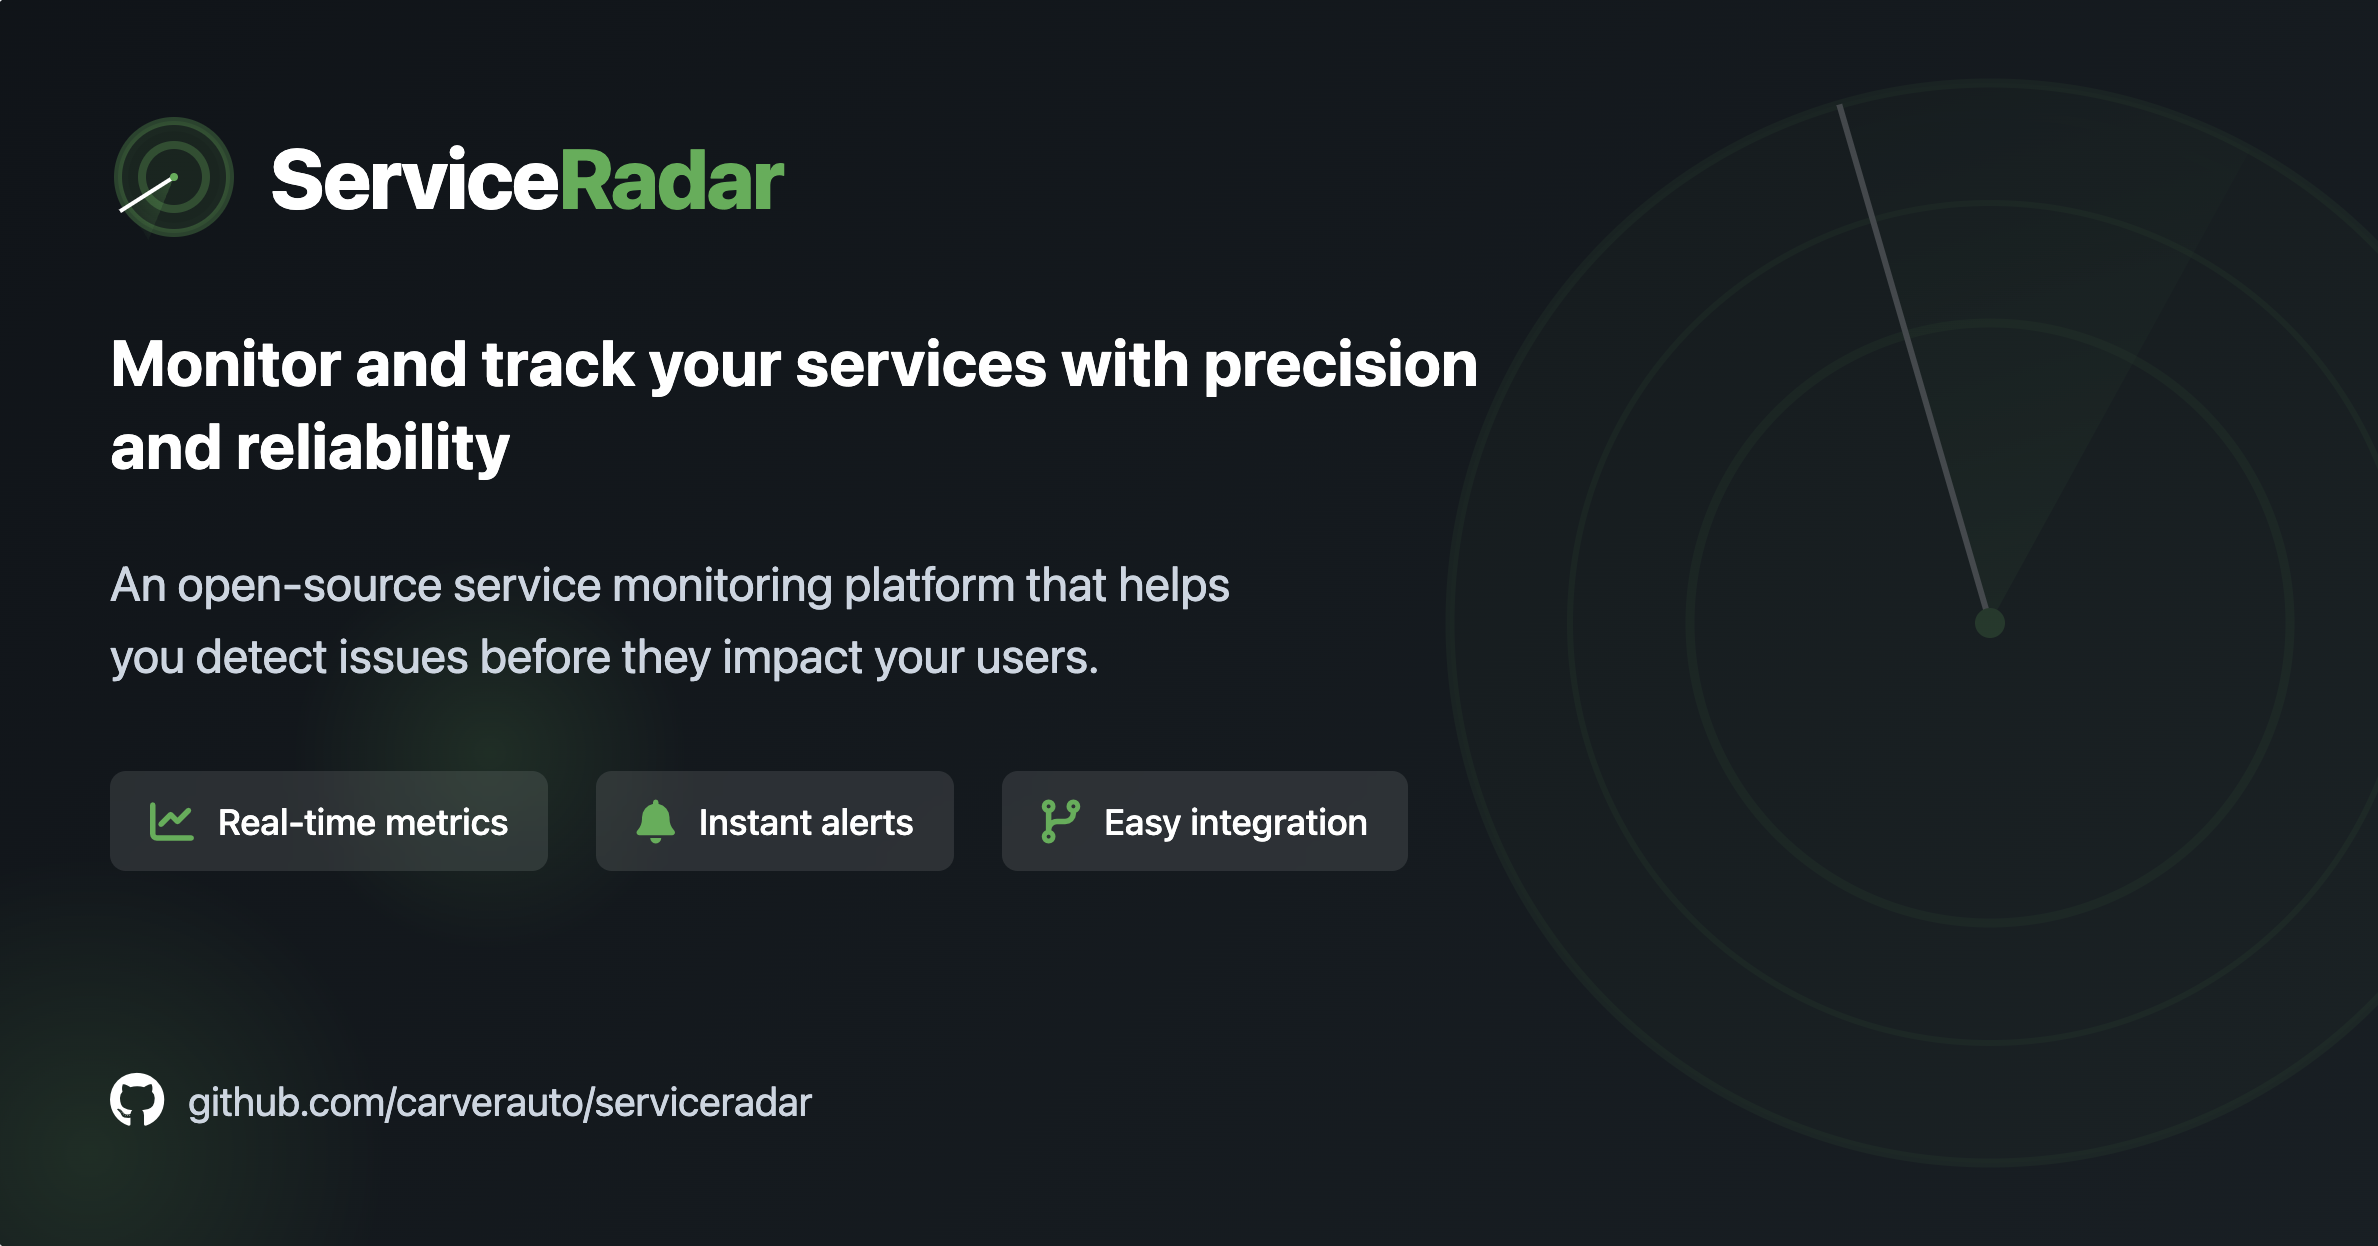 ServiceRadar
Monitor and track your services with precision
and reliability
An open-source service monitoring platform that helps
you detect issues before they impact your users.
Real-time metrics
Instant alerts
Easy integration
github.com/carverauto/serviceradar